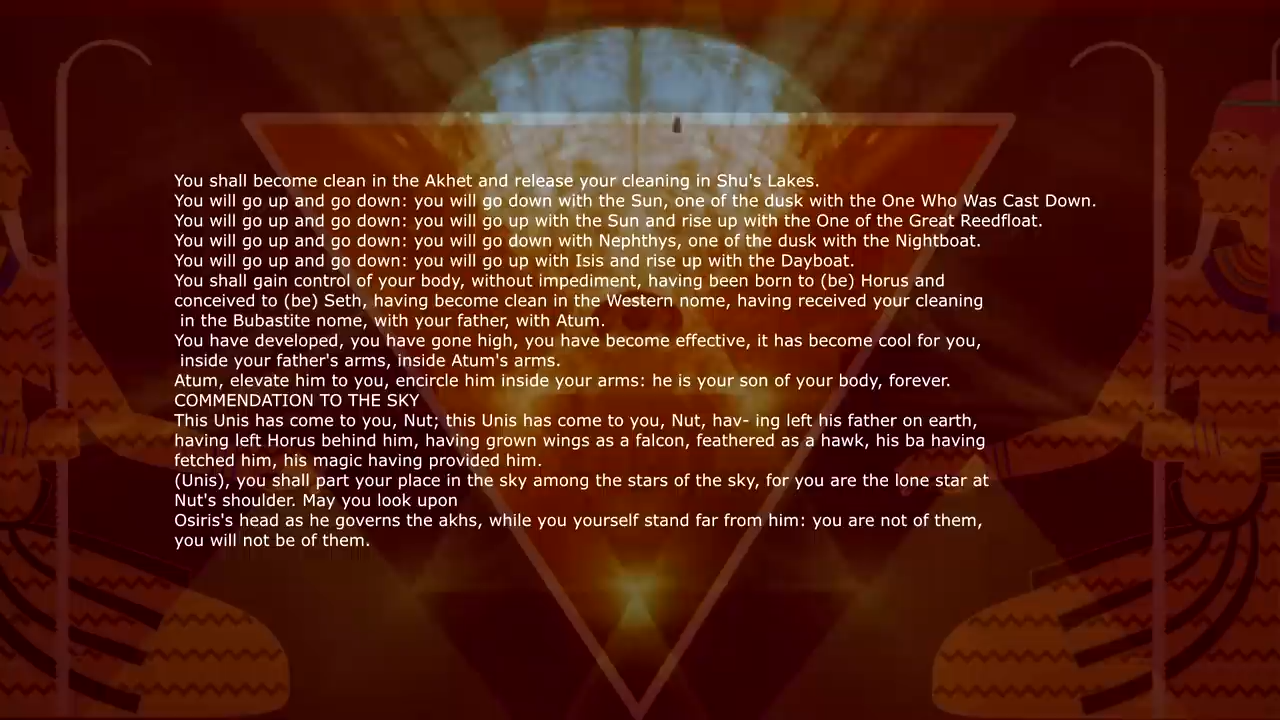 You shall become clean in the Akhet and release your cleaning in Shu's Lakes.
You will go up and go down: you will go down with the Sun, one of the dusk with the One Who Was Cast Down.
You will go up and go down: you will go up with the Sun and rise up with the One of the Great Reedfloat.
You will go up and go down: you will go down with Nephthys, one of the dusk with the Nightboat.
You will go up and go down: you will go up with Isis and rise up with the Dayboat.
You shall gain control of your body, without impediment, having been born to (be) Horus and
conceived to (be) Seth, having become clean in the Western nome, having received your cleaning
in the Bubastite nome, with your father, with Atum.
You have developed, you have gone high, you have become effective, it has become cool for you,
inside your father's arms, inside Atum's arms.
Atum, elevate him to you, encircle him inside your arms: he is your son of your body, forever.
COMMENDATION TO THE SKY
This Unis has come to you, Nut; this Unis has come to you, Nut, hav- ing left his father on earth,
having left Horus behind him, having grown wings as a falcon, feathered as a hawk, his ba having
fetched him, his magic having provided him.
(Unis), you shall part your place in the sky among the stars of the sky, for you are the lone star at
Nut's shoulder. May you look upon
Osiris's head as he governs the akhs, while you yourself stand far from him: you are not of them,
you will not be of them.